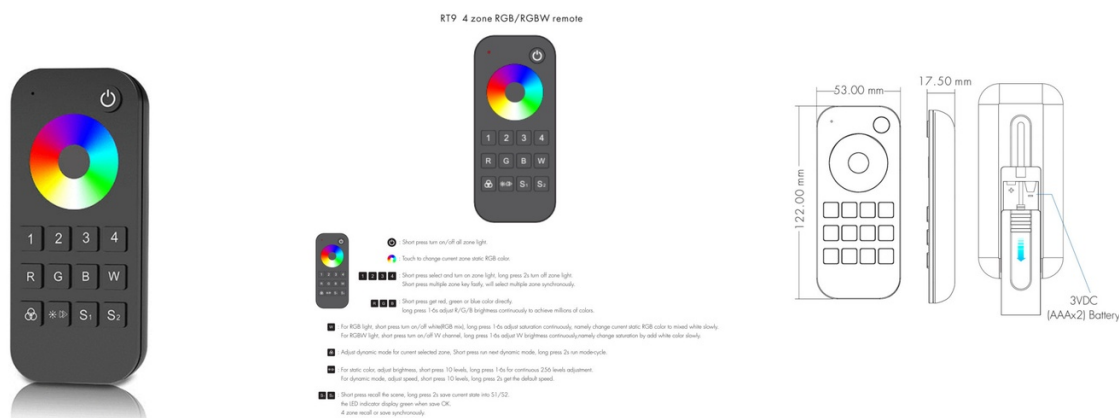 RT9 4 zone RGB/RGBW remote
1 2 3 4
R G B W
S1 S2
1 2 3 4
R G B W
S1 S2
: Short press turn on/off all zone light.
: Touch to change current zone static RGB color.
1 2 3 4 : Short press select and turn on zone light, long press 2s turn off zone light.
Short press multiple zone key fastly, will select multiple zone synchronously.
R G B : Short press get red, green or blue color directly.
long press 1-6s adjust R/G/B brightness continuously to achieve millions of colors.
W : For RGB light, short press turn on/off white(RGB mix), long press 1-6s adjust saturation continuously, namely change current static RGB color to mixed white slowly.
For RGBW light, short press turn on/off W channel, long press 1-6s adjust W brightness continuously,namely change saturation by add white color slowly.
: Adjust dynamic mode for current selected zone, Short press run next dynamic mode, long press 2s run mode-cycle.
: For static color, adjust brightness, short press 10 levels, long press 1-6s for continuous 256 levels adjustment.
For dynamic mode, adjust speed, short press 10 levels, long press 2s get the default speed.
S1 S2 : Short press recall the scene, long press 2s save current state into S1/S2.
the LED indicator display green when save OK.
4 zone recall or save synchronously.
53.00 mm
17.50 mm
122.00 mm
3VDC
(AAAx2) Battery